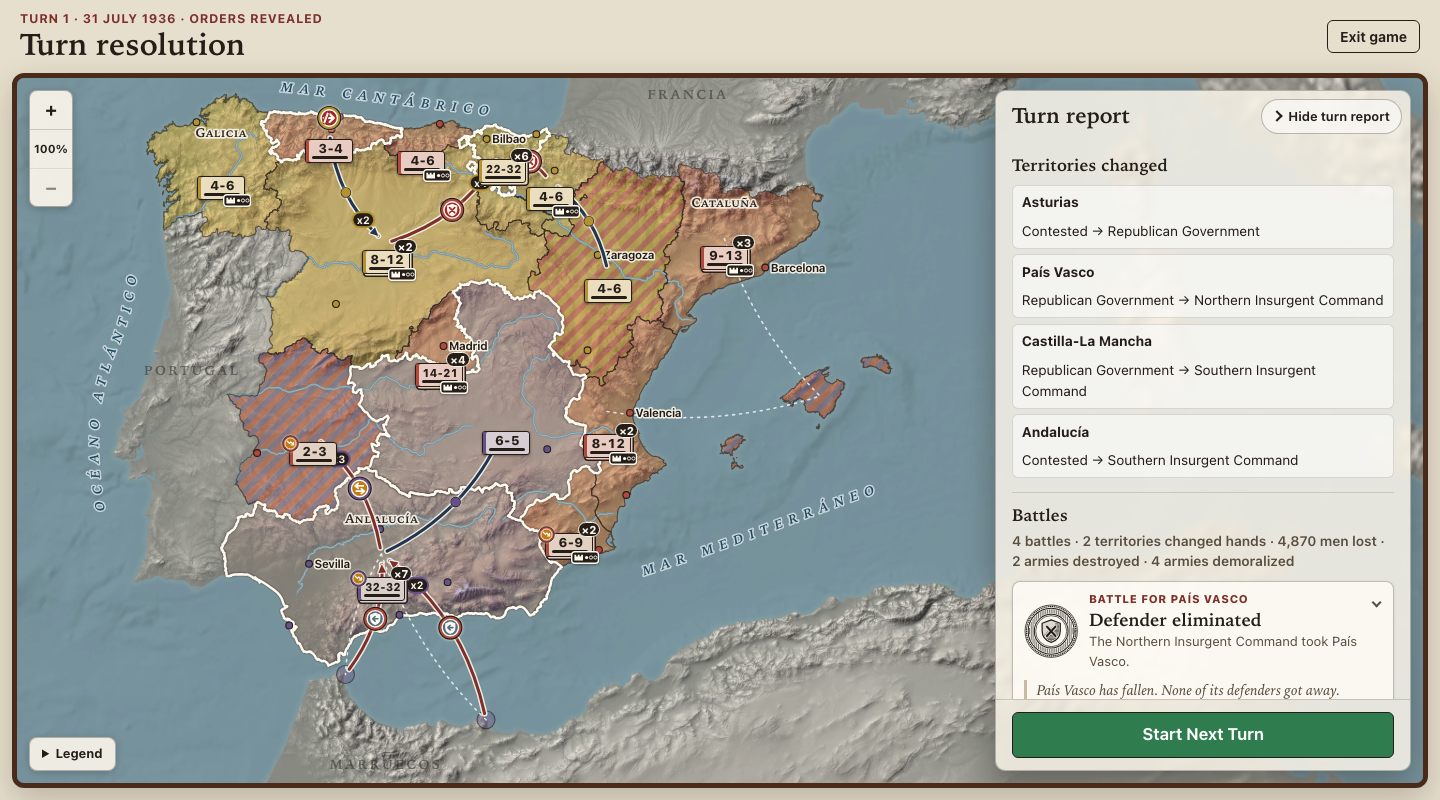 TURN 1 · 31 JULY 1936 · ORDERS REVEALED
Turn resolution
Exit game
+
100%
−
MAR CANTÁBRICO
FRANCIA
GALICIA
Bilbao
3-4
4-6
x6
22-32
4-6
4-6
CATALUÑA
x2
x2
8-12
Zaragoza
x3
9-13
Barcelona
4-6
OCÉANO ATLÁNTICO
PORTUGAL
Madrid
x4
14-21
Valencia
6-5
x2
8-12
2-3
ANDALUCÍA
MAR MEDITERRÁNEO
x2
6-9
Sevilla
x7
32-32
x2
MARRUECOS
Legend
Turn report
Hide turn report
Territories changed
Asturias
Contested → Republican Government
País Vasco
Republican Government → Northern Insurgent Command
Castilla-La Mancha
Republican Government → Southern Insurgent
Command
Andalucía
Contested → Southern Insurgent Command
Battles
4 battles · 2 territories changed hands · 4,870 men lost ·
2 armies destroyed · 4 armies demoralized
BATTLE FOR PAÍS VASCO
Defender eliminated
The Northern Insurgent Command took País
Vasco.
País Vasco has fallen. None of its defenders got away.
Start Next Turn